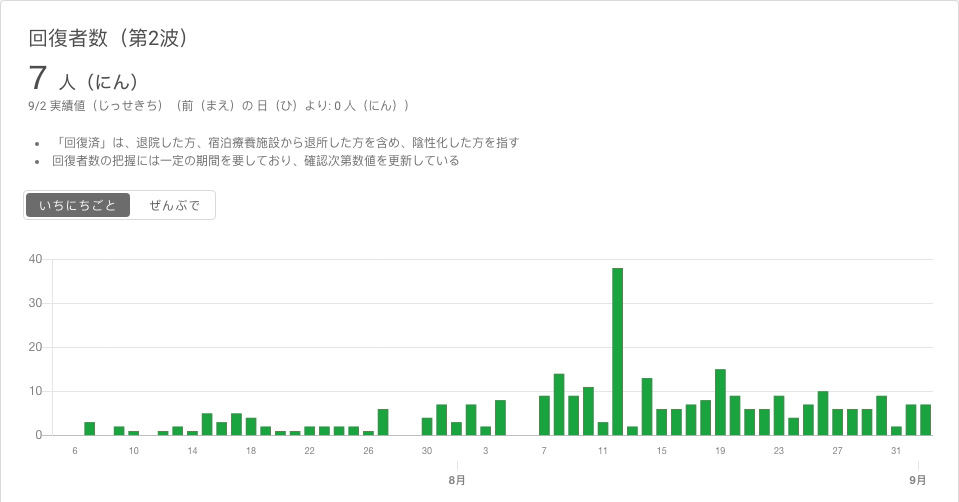 回復者数（第2波）
7 人（にん）
9/2 実績値（じっせきち）（前（まえ）の 日（ひ）より: 0 人（にん））
• 「回復済」は、退院した方、宿泊療養施設から退所した方を含め、陰性化した方を指す
• 回復者数の把握には一定の期間を要しており、確認次第数値を更新している
いちにちごと ぜんぶで
40
30
20
10
0
6 10 14 18 22 26 30 3 7 11 15 19 23 27 31
8月 9月